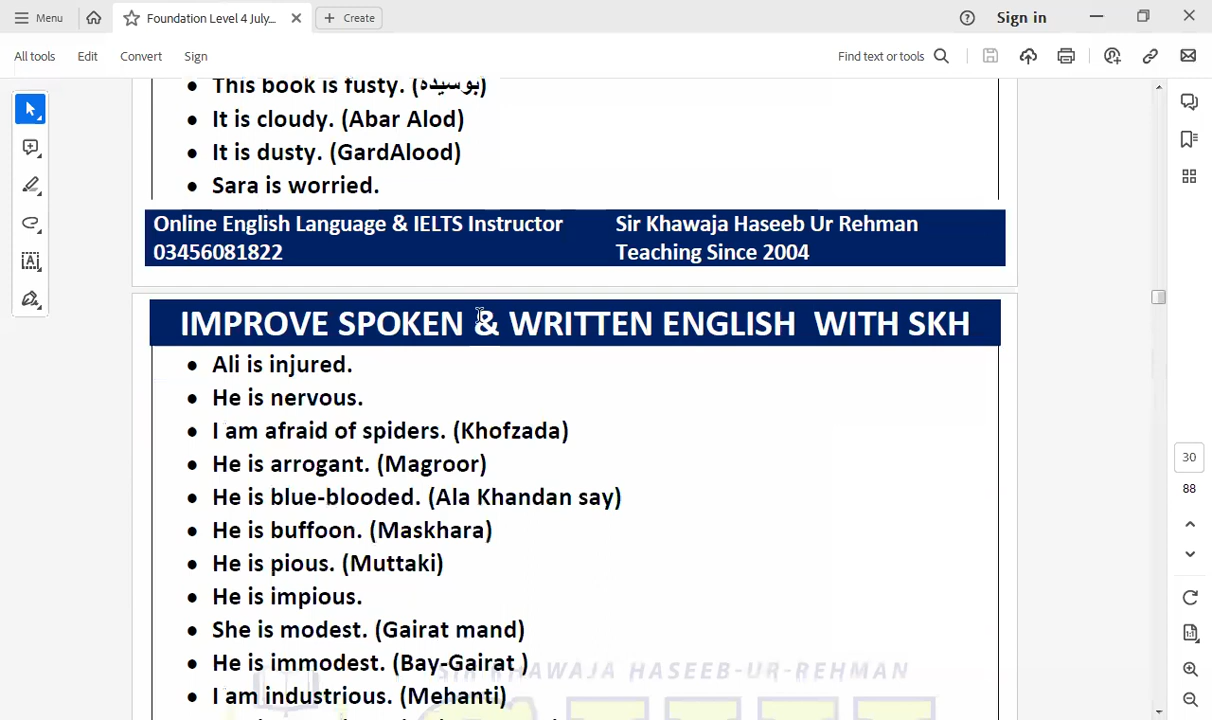 Menu
Foundation Level 4 July...
Create
Sign in
All tools
Edit
Convert
Sign
Find text or tools
• This book is fusty. (بوسیدہ)
• It is cloudy. (Abar Alod)
• It is dusty. (GardAlood)
• Sara is worried.
Online English Language & IELTS Instructor
Sir Khawaja Haseeb Ur Rehman
03456081822
Teaching Since 2004
IMPROVE SPOKEN & WRITTEN ENGLISH WITH SKH
• Ali is injured.
• He is nervous.
• I am afraid of spiders. (Khofzada)
• He is arrogant. (Magroor)
• He is blue-blooded. (Ala Khandan say)
• He is buffoon. (Maskhara)
• He is pious. (Muttaki)
• He is impious.
• She is modest. (Gairat mand)
• He is immodest. (Bay-Gairat )
SIR KHAWAJA HASEEB-UR-REHMAN
• I am industrious. (Mehanti)
30
88